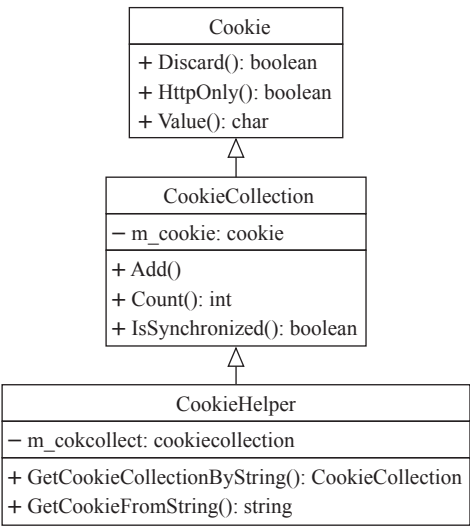 Cookie
+ Discard(): boolean
+ HttpOnly(): boolean
+ Value(): char
CookieCollection
− m_cookie: cookie
+ Add()
+ Count(): int
+ IsSynchronized(): boolean
CookieHelper
− m_cokcollect: cookiecollection
+ GetCookieCollectionByString(): CookieCollection
+ GetCookieFromString(): string